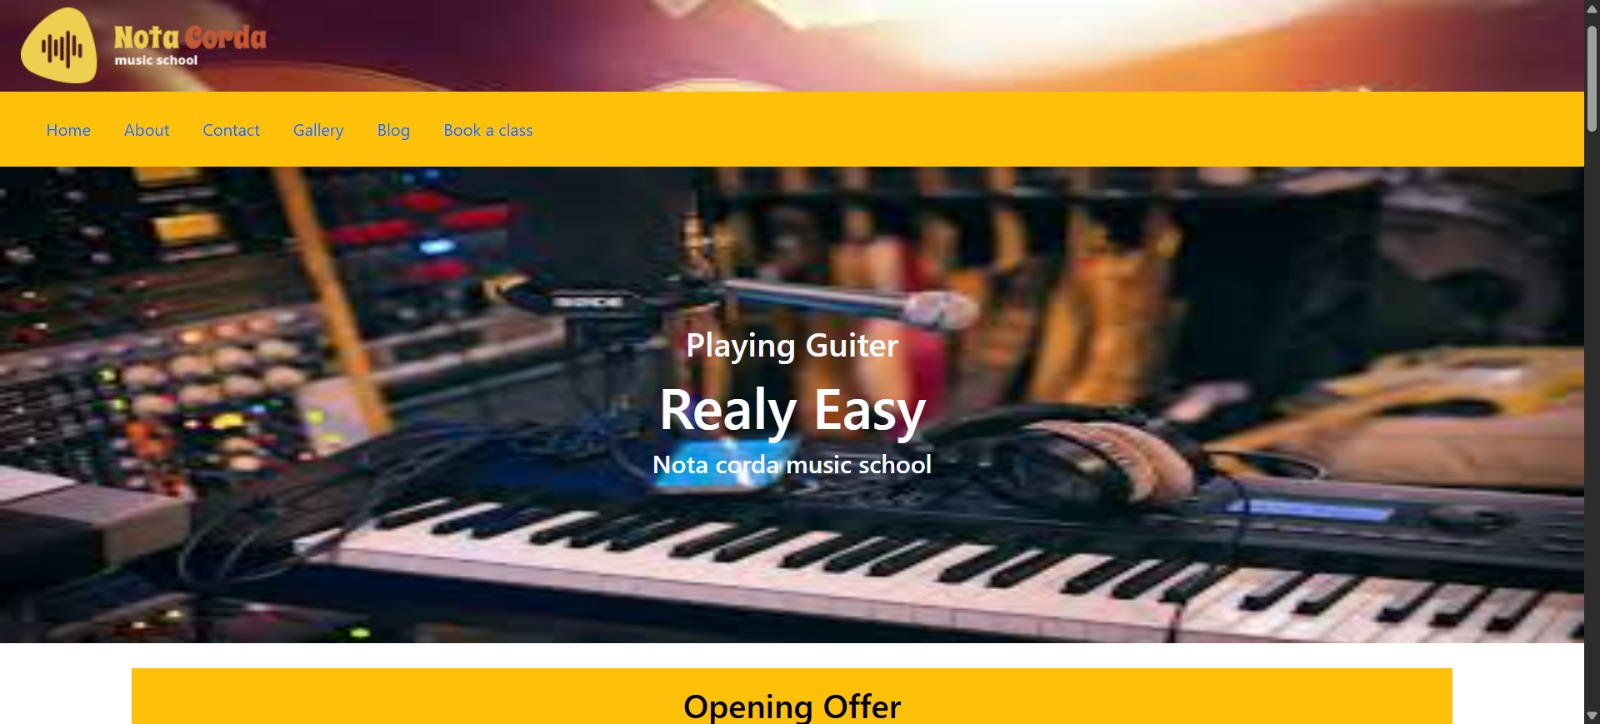 Nota Corda
music school
Home About Contact Gallery Blog Book a class
Playing Guiter
Realy Easy
Nota corda music school
Opening Offer